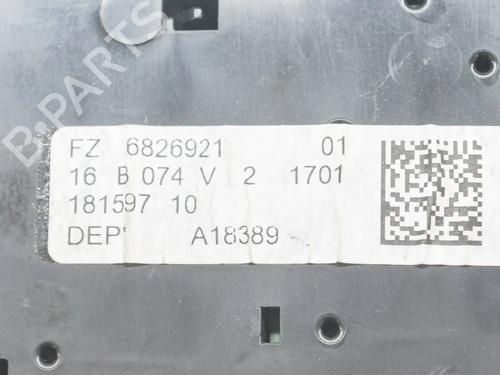 B-PARTS
FZ 6826921 01
16 B 074 V 2 1701
181597 10
DEP* A18389